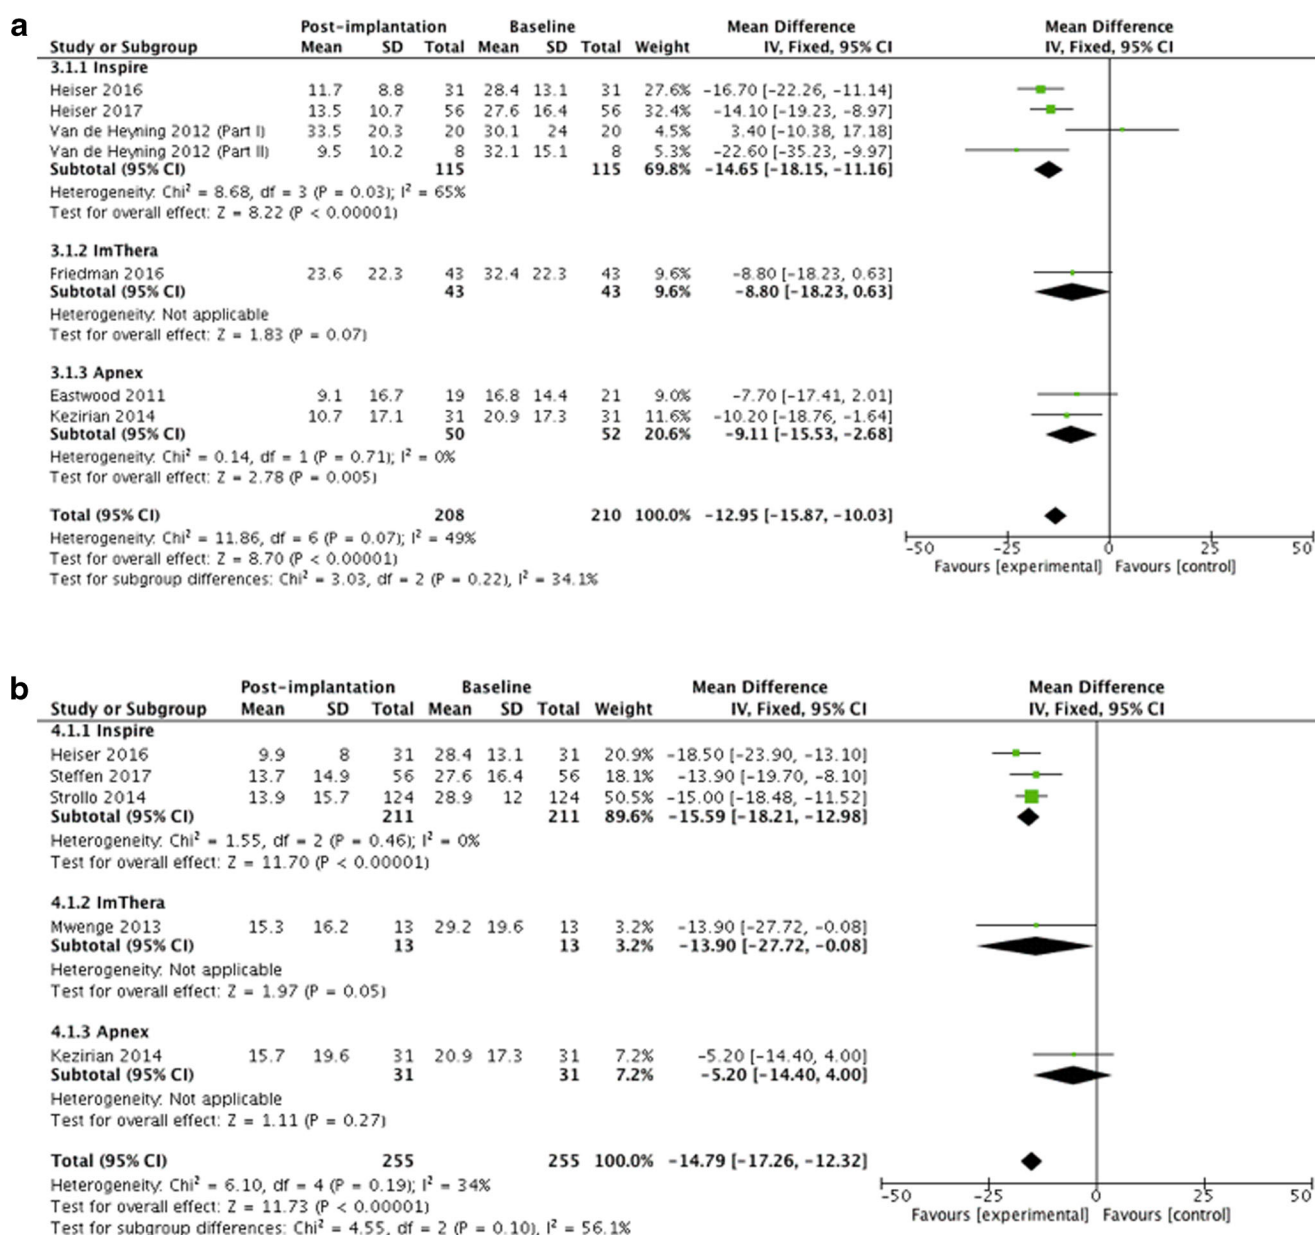 a
Post-implantation Baseline Mean Difference Mean Difference
Study or Subgroup Mean SD Total Mean SD Total Weight IV, Fixed, 95% CI IV, Fixed, 95% CI
3.1.1 Inspire
Heiser 2016 11.7 8.8 31 28.4 13.1 31 27.6% -16.70 [-22.26, -11.14]
Heiser 2017 13.5 10.7 56 27.6 16.4 56 32.4% -14.10 [-19.23, -8.97]
Van de Heyning 2012 (Part I) 33.5 20.3 20 30.1 24 20 4.5% 3.40 [-10.38, 17.18]
Van de Heyning 2012 (Part II) 9.5 10.2 8 32.1 15.1 8 5.3% -22.60 [-35.23, -9.97]
Subtotal (95% CI) 115 115 69.8% -14.65 [-18.15, -11.16]
Heterogeneity: Chi² = 8.68, df = 3 (P = 0.03); I² = 65%
Test for overall effect: Z = 8.22 (P < 0.00001)
3.1.2 ImThera
Friedman 2016 23.6 22.3 43 32.4 22.3 43 9.6% -8.80 [-18.23, 0.63]
Subtotal (95% CI) 43 43 9.6% -8.80 [-18.23, 0.63]
Heterogeneity: Not applicable
Test for overall effect: Z = 1.83 (P = 0.07)
3.1.3 Apnex
Eastwood 2011 9.1 16.7 19 16.8 14.4 21 9.0% -7.70 [-17.41, 2.01]
Kezirian 2014 10.7 17.1 31 20.9 17.3 31 11.6% -10.20 [-18.76, -1.64]
Subtotal (95% CI) 50 52 20.6% -9.11 [-15.53, -2.68]
Heterogeneity: Chi² = 0.14, df = 1 (P = 0.71); I² = 0%
Test for overall effect: Z = 2.78 (P = 0.005)
Total (95% CI) 208 210 100.0% -12.95 [-15.87, -10.03]
Heterogeneity: Chi² = 11.86, df = 6 (P = 0.07); I² = 49%
Test for overall effect: Z = 8.70 (P < 0.00001)
Test for subgroup differences: Chi² = 3.03, df = 2 (P = 0.22), I² = 34.1%
-50 -25 0 25 50
Favours [experimental] Favours [control]
b
Post-implantation Baseline Mean Difference Mean Difference
Study or Subgroup Mean SD Total Mean SD Total Weight IV, Fixed, 95% CI IV, Fixed, 95% CI
4.1.1 Inspire
Heiser 2016 9.9 8 31 28.4 13.1 31 20.9% -18.50 [-23.90, -13.10]
Steffen 2017 13.7 14.9 56 27.6 16.4 56 18.1% -13.90 [-19.70, -8.10]
Strollo 2014 13.9 15.7 124 28.9 12 124 50.5% -15.00 [-18.48, -11.52]
Subtotal (95% CI) 211 211 89.6% -15.59 [-18.21, -12.98]
Heterogeneity: Chi² = 1.55, df = 2 (P = 0.46); I² = 0%
Test for overall effect: Z = 11.70 (P < 0.00001)
4.1.2 ImThera
Mwenge 2013 15.3 16.2 13 29.2 19.6 13 3.2% -13.90 [-27.72, -0.08]
Subtotal (95% CI) 13 13 3.2% -13.90 [-27.72, -0.08]
Heterogeneity: Not applicable
Test for overall effect: Z = 1.97 (P = 0.05)
4.1.3 Apnex
Kezirian 2014 15.7 19.6 31 20.9 17.3 31 7.2% -5.20 [-14.40, 4.00]
Subtotal (95% CI) 31 31 7.2% -5.20 [-14.40, 4.00]
Heterogeneity: Not applicable
Test for overall effect: Z = 1.11 (P = 0.27)
Total (95% CI) 255 255 100.0% -14.79 [-17.26, -12.32]
Heterogeneity: Chi² = 6.10, df = 4 (P = 0.19); I² = 34%
Test for overall effect: Z = 11.73 (P < 0.00001)
Test for subgroup differences: Chi² = 4.55, df = 2 (P = 0.10), I² = 56.1%
-50 -25 0 25 50
Favours [experimental] Favours [control]